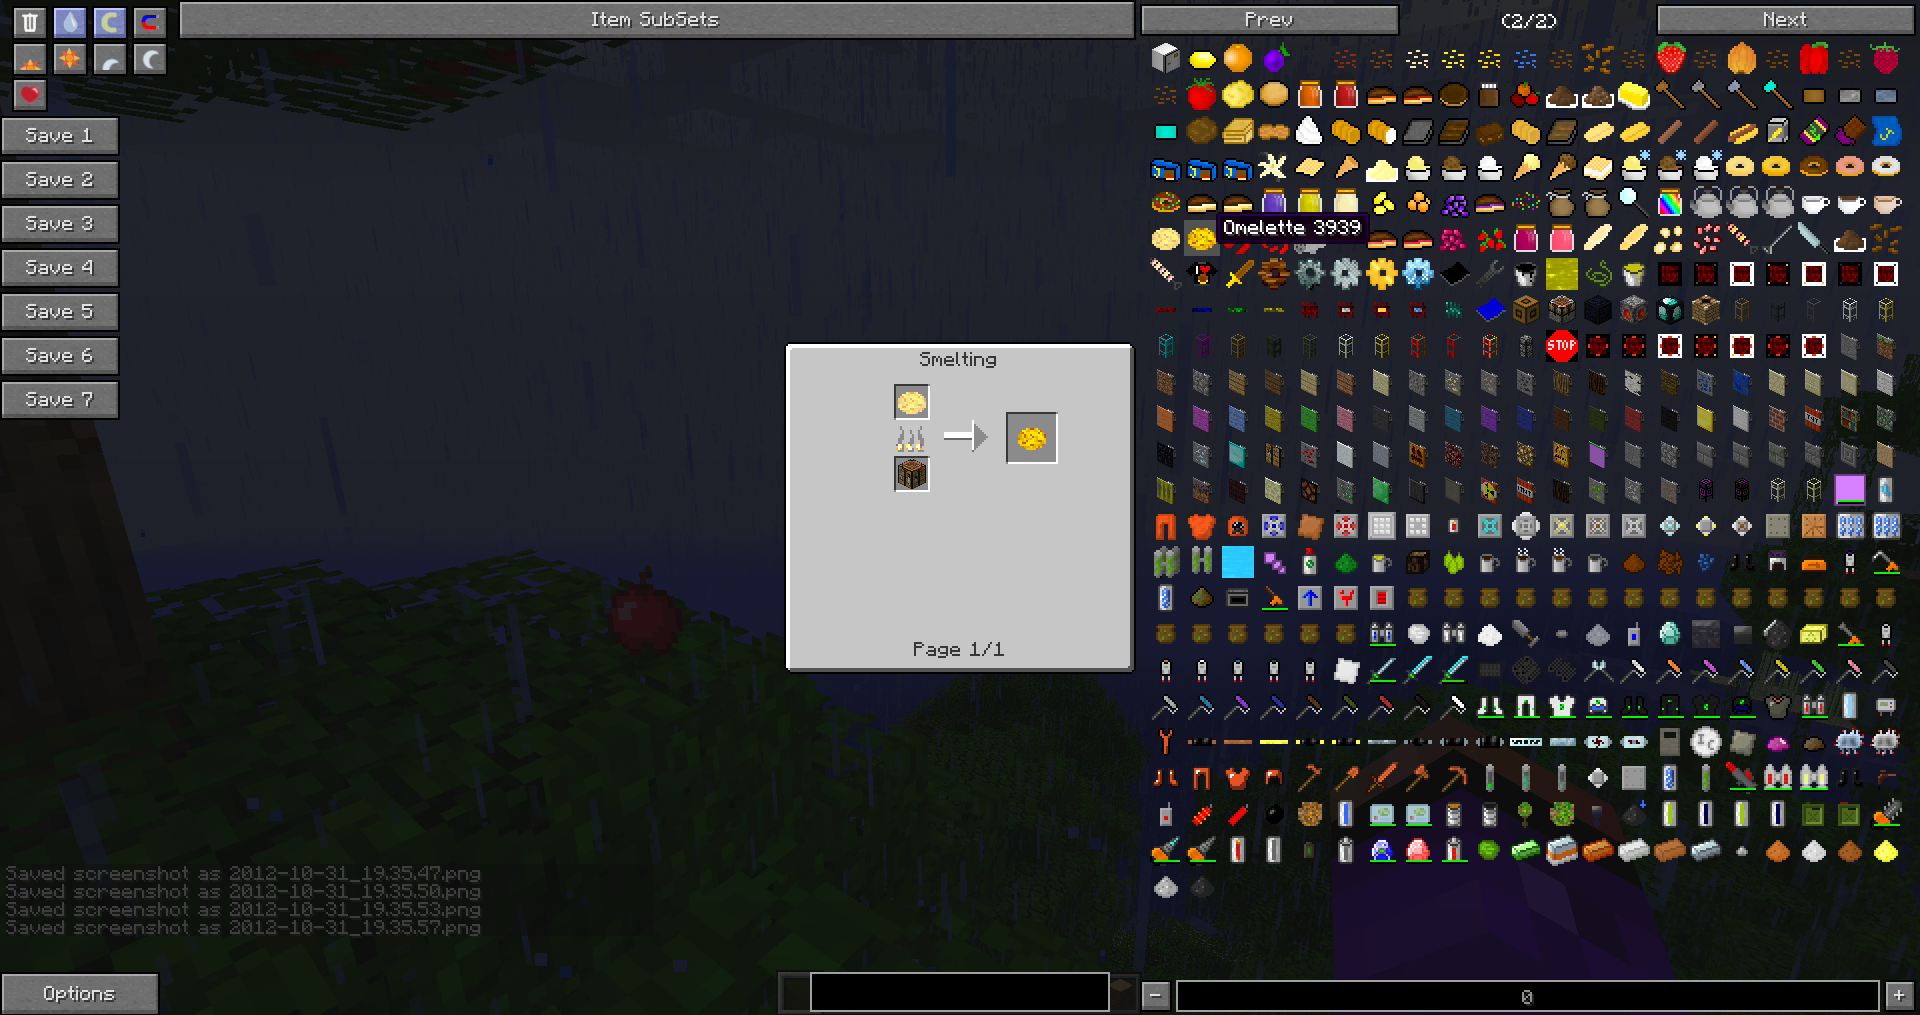 Item SubSets
Prev
(2/2)
Next
Save 1
Save 2
Save 3
Save 4
Save 5
Save 6
Save 7
Omelette 3939
STOP
Smelting
Page 1/1
Saved screenshot as 2012-10-31_19.35.47.png
Saved screenshot as 2012-10-31_19.35.50.png
Saved screenshot as 2012-10-31_19.35.53.png
Saved screenshot as 2012-10-31_19.35.57.png
Options
-
0
+